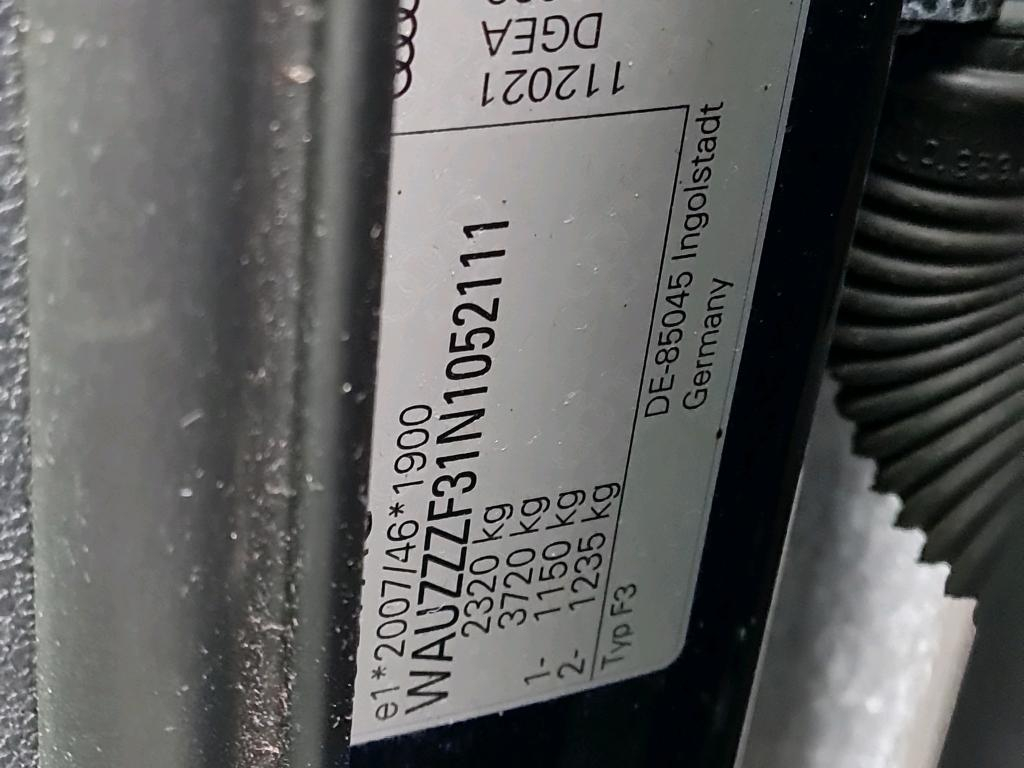 e1*2007/46*1900
WAUZZZF31N1052111
2320 kg
3720 kg
1- 1150 kg
2- 1235 kg
Typ F3
DE-85045 Ingolstadt
Germany
112021
DGEA